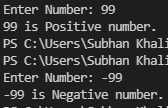 Enter Number: 99
99 is Positive number.
PS C:\Users\Subhan Khali
PS C:\Users\Subhan Khali
Enter Number: -99
-99 is Negative number.